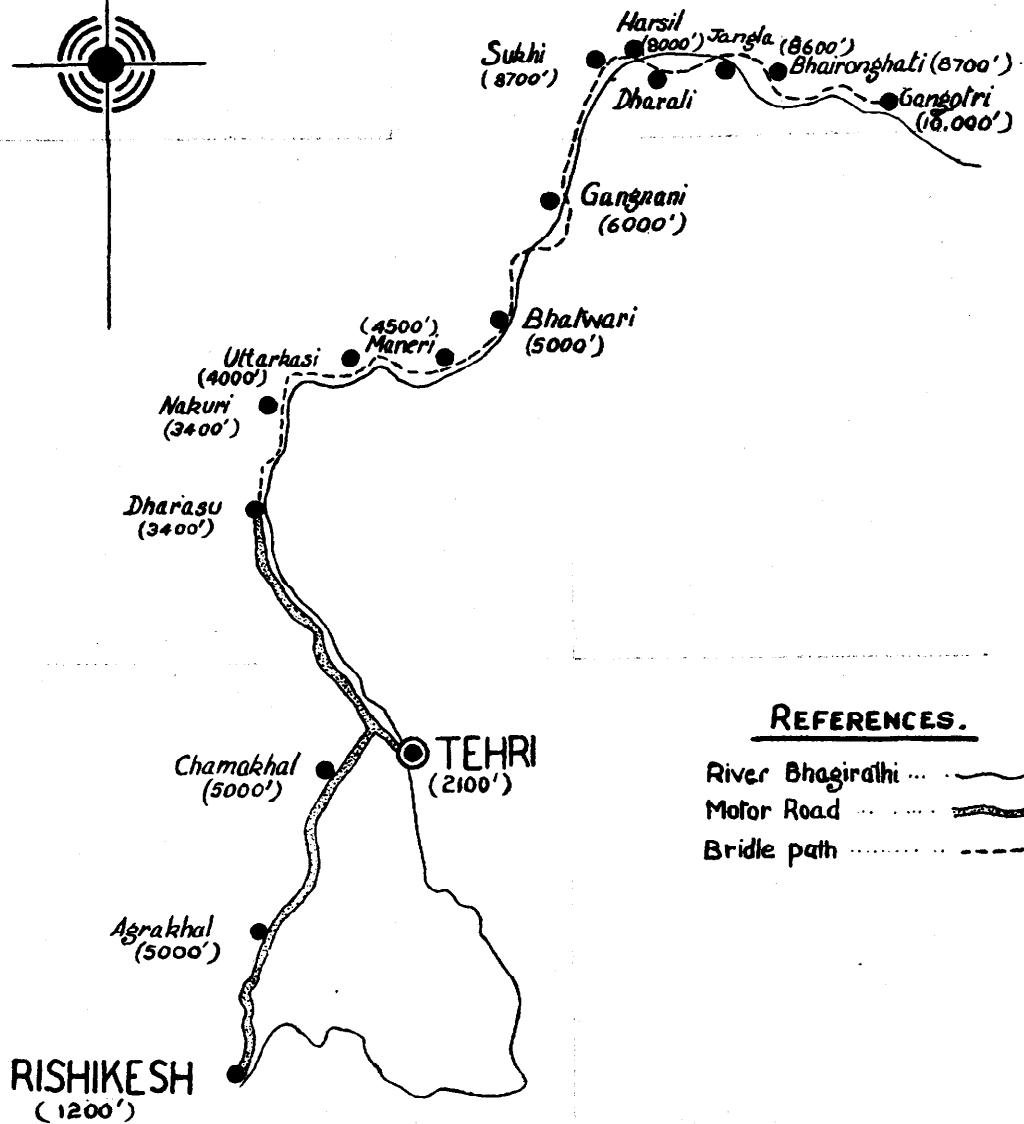 Harsil
(8000')
Jangla (8600')
Sukhi
(8700')
Bhaironghati (8700')
Dharali
Gangotri
(10.000')
Gangnani
(6000')
Bhatwari
(5000')
(4500')
Maneri
Uttarkasi
(4000')
Nakuri
(3400')
Dharasu
(3400')
TEHRI
(2100')
Chamakhal
(5000')
Agrakhal
(5000')
RISHIKESH
(1200')
REFERENCES.
River Bhagirathi
Motor Road
Bridle path